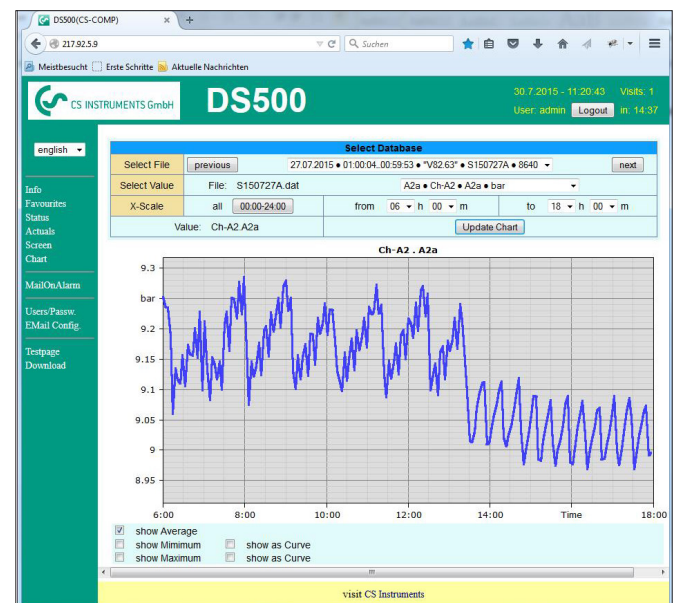 DS500(CS-COMP)
217.92.5.9
Suchen
Meistbesucht Erste Schritte Aktuelle Nachrichten
CS INSTRUMENTS GmbH
DS500
30.7.2015 - 11:20:43 Visits: 1
User: admin Logout in: 14:37
english
Info
Favourites
Status
Actuals
Screen
Chart
MailOnAlarm
Users/Passw.
EMail Config.
Testpage
Download
Select Database
Select File previous 27.07.2015 ● 01:00:04..00:59:53 ● "V82.63" ● S150727A ● 8640 next
Select Value File: S150727A.dat A2a ● Ch-A2 ● A2a ● bar
X-Scale all 00:00-24:00 from 06 h 00 m to 18 h 00 m
Value: Ch-A2.A2a Update Chart
Ch-A2 . A2a
9.3
bar
9.2
9.15
9.1
9.05
9
8.95
6:00 8:00 10:00 12:00 14:00 Time 18:00
show Average
show Mimimum show as Curve
show Maximum show as Curve
visit CS Instruments